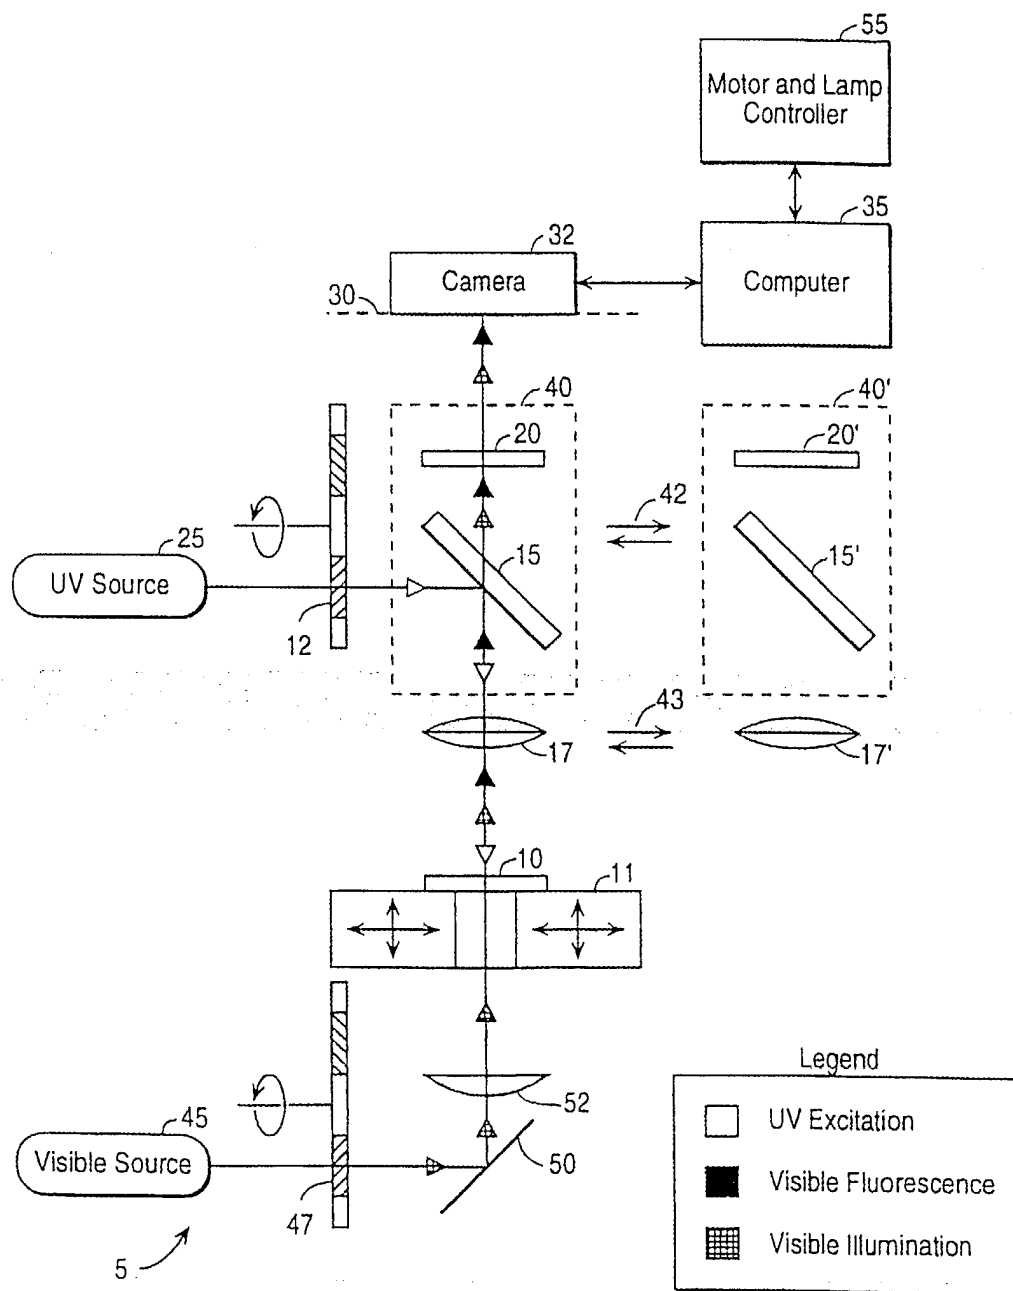 55
Motor and Lamp
Controller
35
Computer
32
Camera
30
40
40'
20
20'
42
25
UV Source
15
15'
12
43
17
17'
10
11
52
45
Visible Source
50
47
5
Legend
UV Excitation
Visible Fluorescence
Visible Illumination